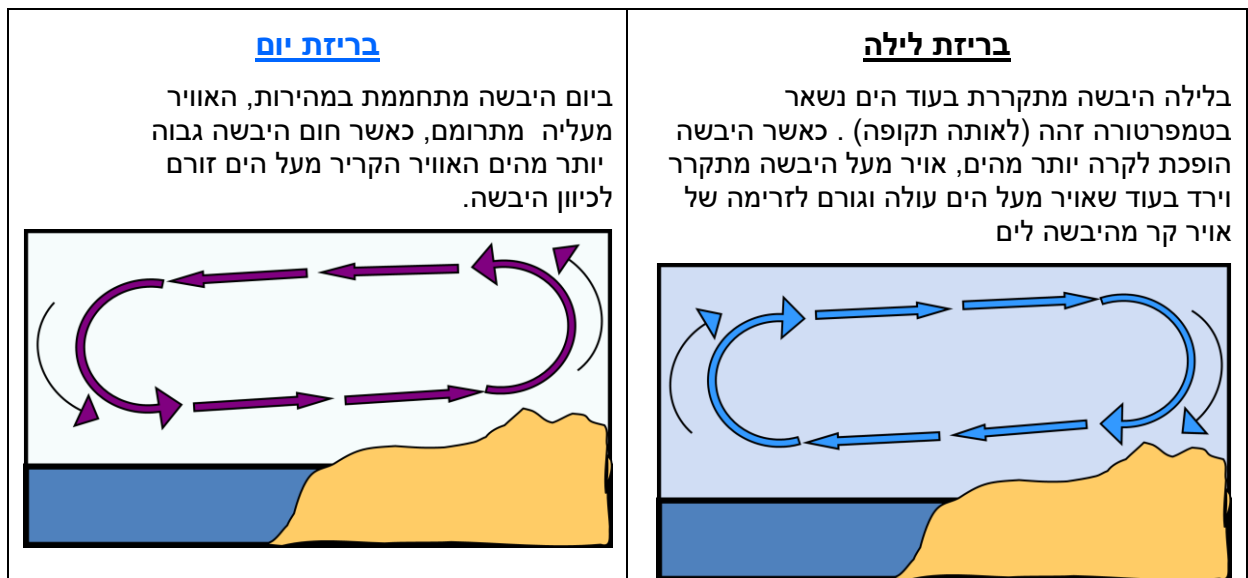 בריזת לילה
בלילה היבשה מתקררת בעוד הים נשאר
בטמפרטורה זהה (לאותה תקופה) . כאשר היבשה
הופכת לקרה יותר מהים, אויר מעל היבשה מתקרר
וירד בעוד שאויר מעל הים עולה וגורם לזרימה של
אויר קר מהיבשה לים
בריזת יום
ביום היבשה מתחממת במהירות, האוויר
מעליה מתרומם, כאשר חום היבשה גבוה
יותר מהים האוויר הקריר מעל הים זורם
לכיוון היבשה.